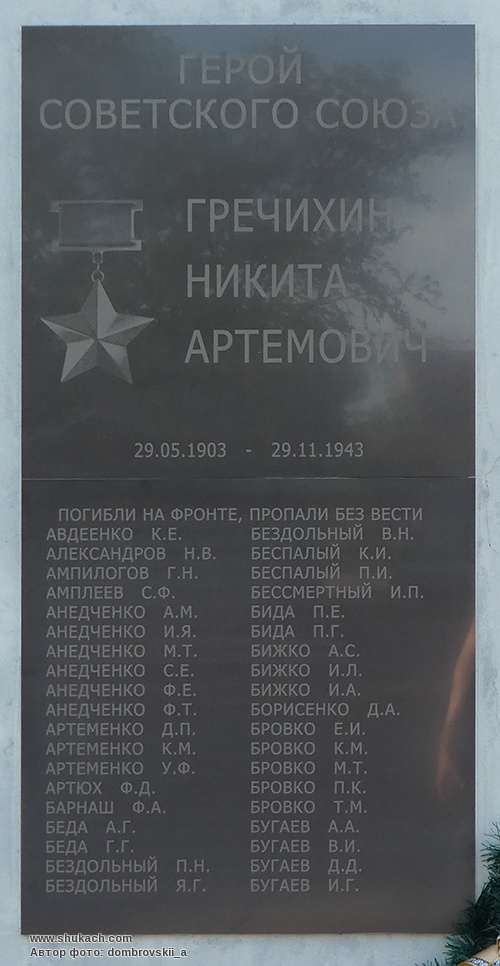 ГЕРОЙ
СОВЕТСКОГО СОЮЗА
ГРЕЧИХИН
НИКИТА
АРТЕМОВИЧ
29.05.1903 - 29.11.1943
ПОГИБЛИ НА ФРОНТЕ, ПРОПАЛИ БЕЗ ВЕСТИ
АВДЕЕНКО К.Е.
АЛЕКСАНДРОВ Н.В.
АМПИЛОГОВ Г.Н.
АМПЛЕЕВ С.Ф.
АНЕДЧЕНКО А.М.
АНЕДЧЕНКО И.Я.
АНЕДЧЕНКО М.Т.
АНЕДЧЕНКО С.Е.
АНЕДЧЕНКО Ф.Е.
АНЕДЧЕНКО Ф.Т.
АРТЕМЕНКО Д.П.
АРТЕМЕНКО К.М.
АРТЕМЕНКО У.Ф.
АРТЮХ Ф.Д.
БАРНАШ Ф.А.
БЕДА А.Г.
БЕДА Г.Г.
БЕЗДОЛЬНЫЙ П.Н.
БЕЗДОЛЬНЫЙ Я.Г.
БЕЗДОЛЬНЫЙ В.Н.
БЕСПАЛЫЙ К.И.
БЕСПАЛЫЙ П.И.
БЕССМЕРТНЫЙ И.П.
БИДА П.Е.
БИДА П.Г.
БИЖКО А.С.
БИЖКО И.Л.
БИЖКО И.А.
БОРИСЕНКО Д.А.
БРОВКО Е.И.
БРОВКО К.М.
БРОВКО М.Т.
БРОВКО П.К.
БРОВКО Т.М.
БУГАЕВ А.А.
БУГАЕВ В.И.
БУГАЕВ Д.Д.
БУГАЕВ И.Г.
www.shukach.com
Автор фото: dombrovskii_a